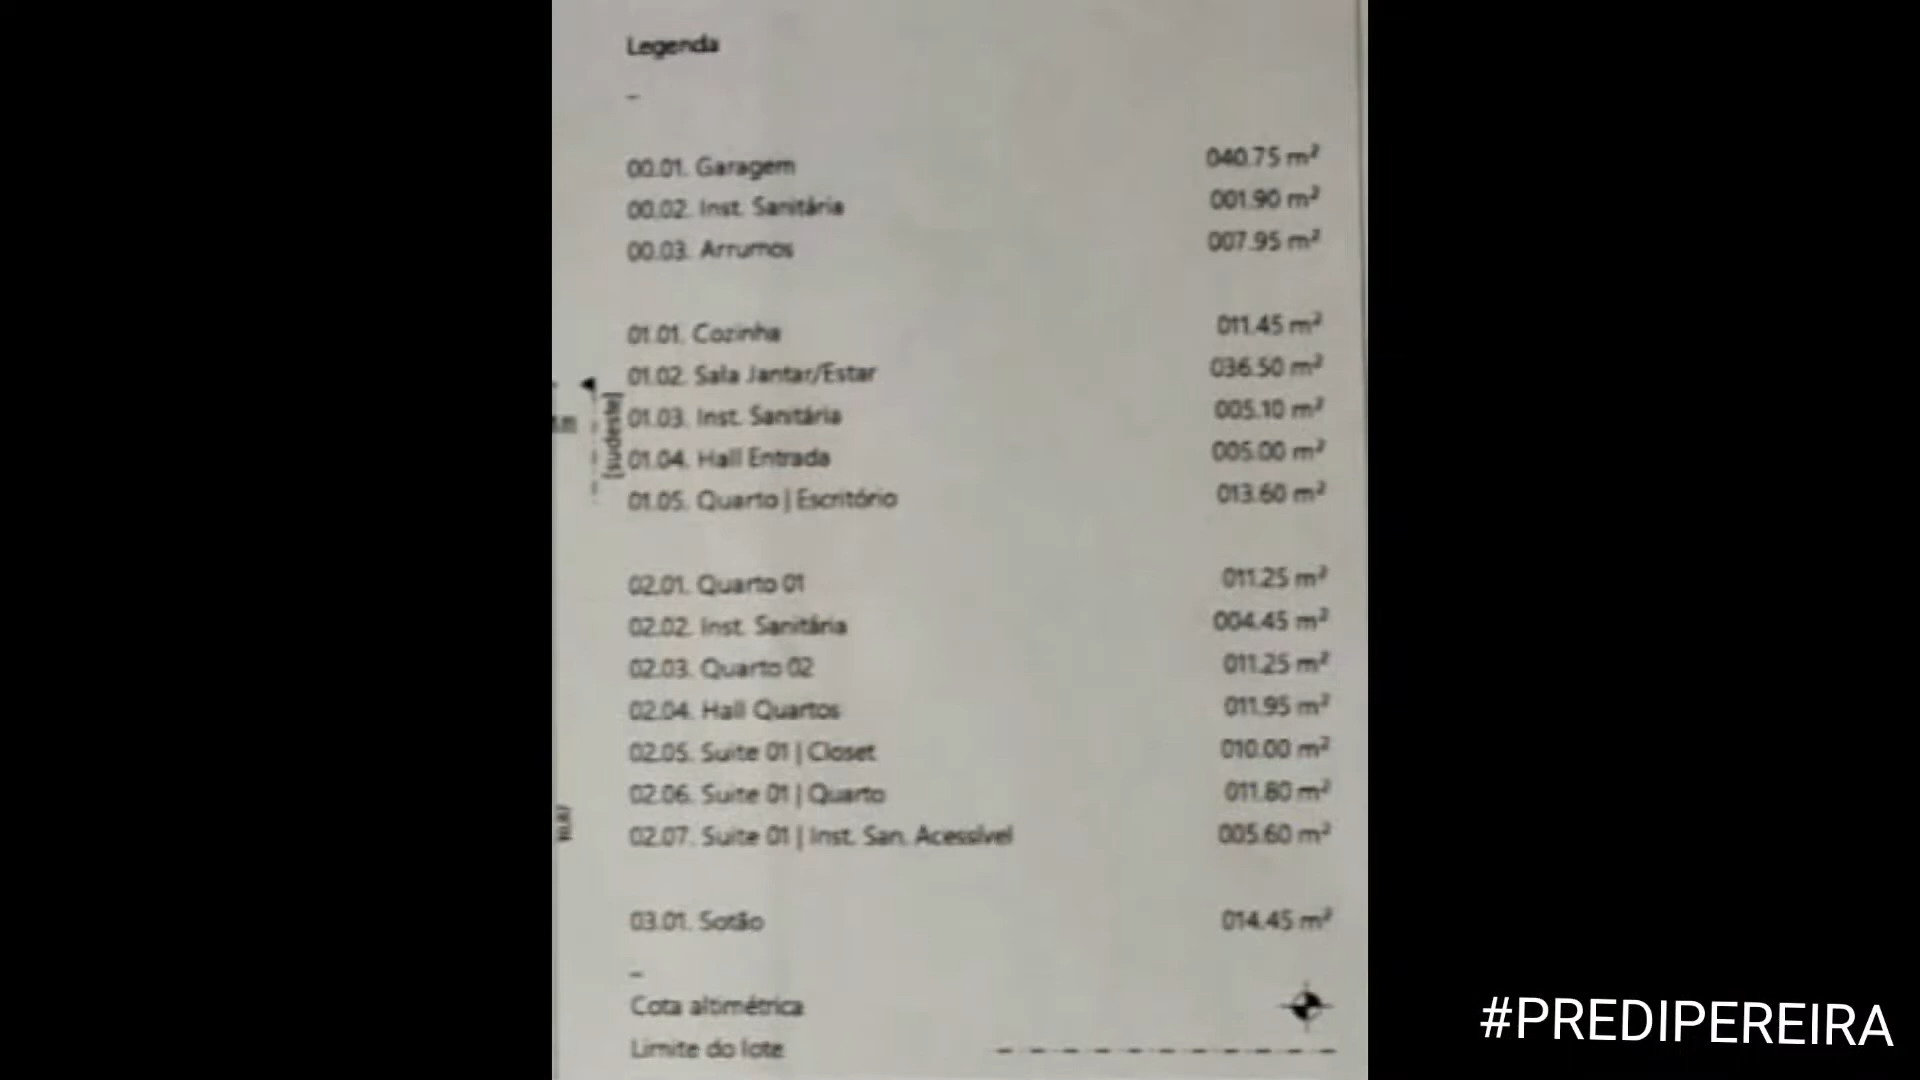 Legenda
–
00.01. Garagem 040.75 m²
00.02. Inst. Sanitária 001.90 m²
00.03. Arrumos 007.95 m²
01.01. Cozinha 011.45 m²
01.02. Sala Jantar/Estar 036.50 m²
01.03. Inst. Sanitária 005.10 m²
01.04. Hall Entrada 005.00 m²
01.05. Quarto | Escritório 013.60 m²
[sudeste]
02.01. Quarto 01 011.25 m²
02.02. Inst. Sanitária 004.45 m²
02.03. Quarto 02 011.25 m²
02.04. Hall Quartos 011.95 m²
02.05. Suite 01 | Closet 010.00 m²
02.06. Suite 01 | Quarto 011.80 m²
02.07. Suite 01 | Inst. San. Acessível 005.60 m²
03.01. Sotão 014.45 m²
–
Cota altimétrica
Limite do lote
#PREDIPEREIRA